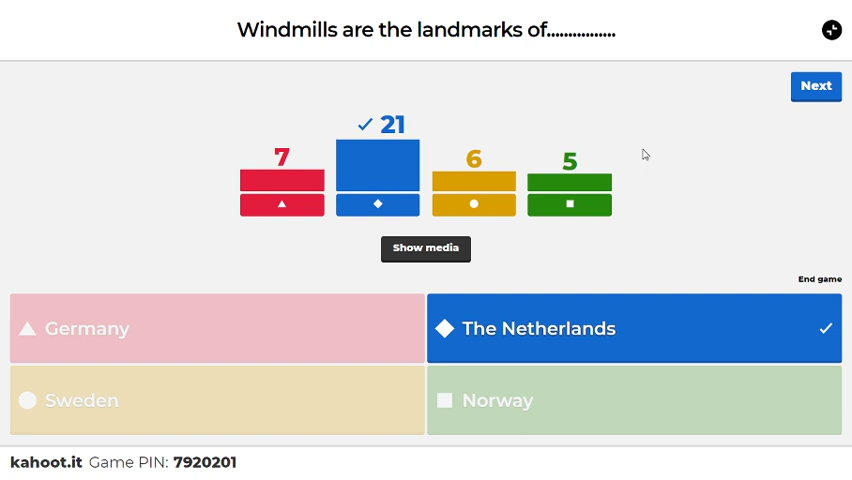 Windmills are the landmarks of................
Next
21
7
6
5
Show media
End game
Germany
The Netherlands
Sweden
Norway
kahoot.it Game PIN: 7920201